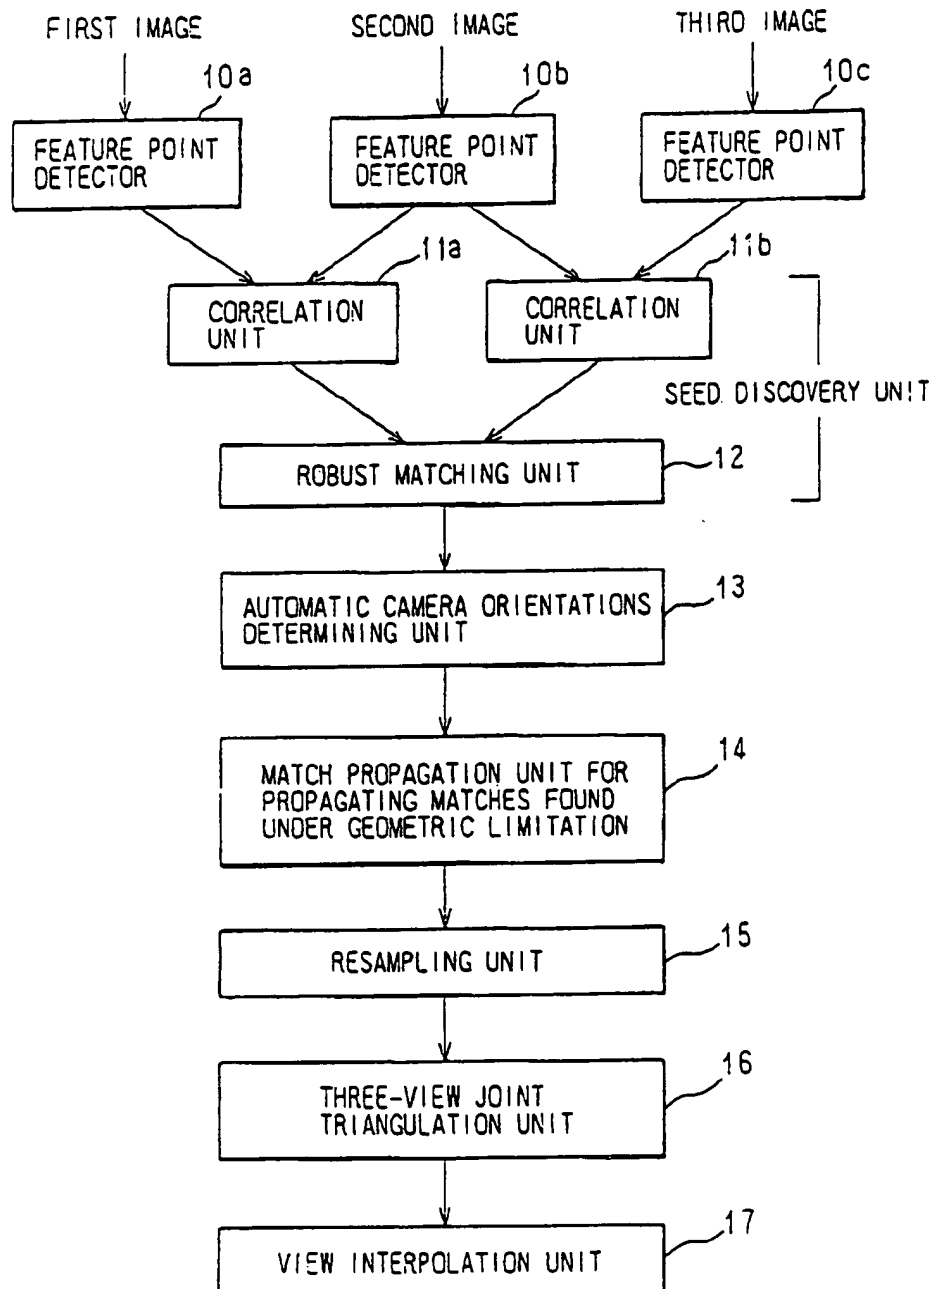 FIRST IMAGE
SECOND IMAGE
THIRD IMAGE
10a
10b
10c
FEATURE POINT
DETECTOR
FEATURE POINT
DETECTOR
FEATURE POINT
DETECTOR
11a
11b
CORRELATION
UNIT
CORRELATION
UNIT
SEED DISCOVERY UNIT
ROBUST MATCHING UNIT
12
AUTOMATIC CAMERA ORIENTATIONS
DETERMINING UNIT
13
MATCH PROPAGATION UNIT FOR
PROPAGATING MATCHES FOUND
UNDER GEOMETRIC LIMITATION
14
RESAMPLING UNIT
15
THREE-VIEW JOINT
TRIANGULATION UNIT
16
VIEW INTERPOLATION UNIT
17